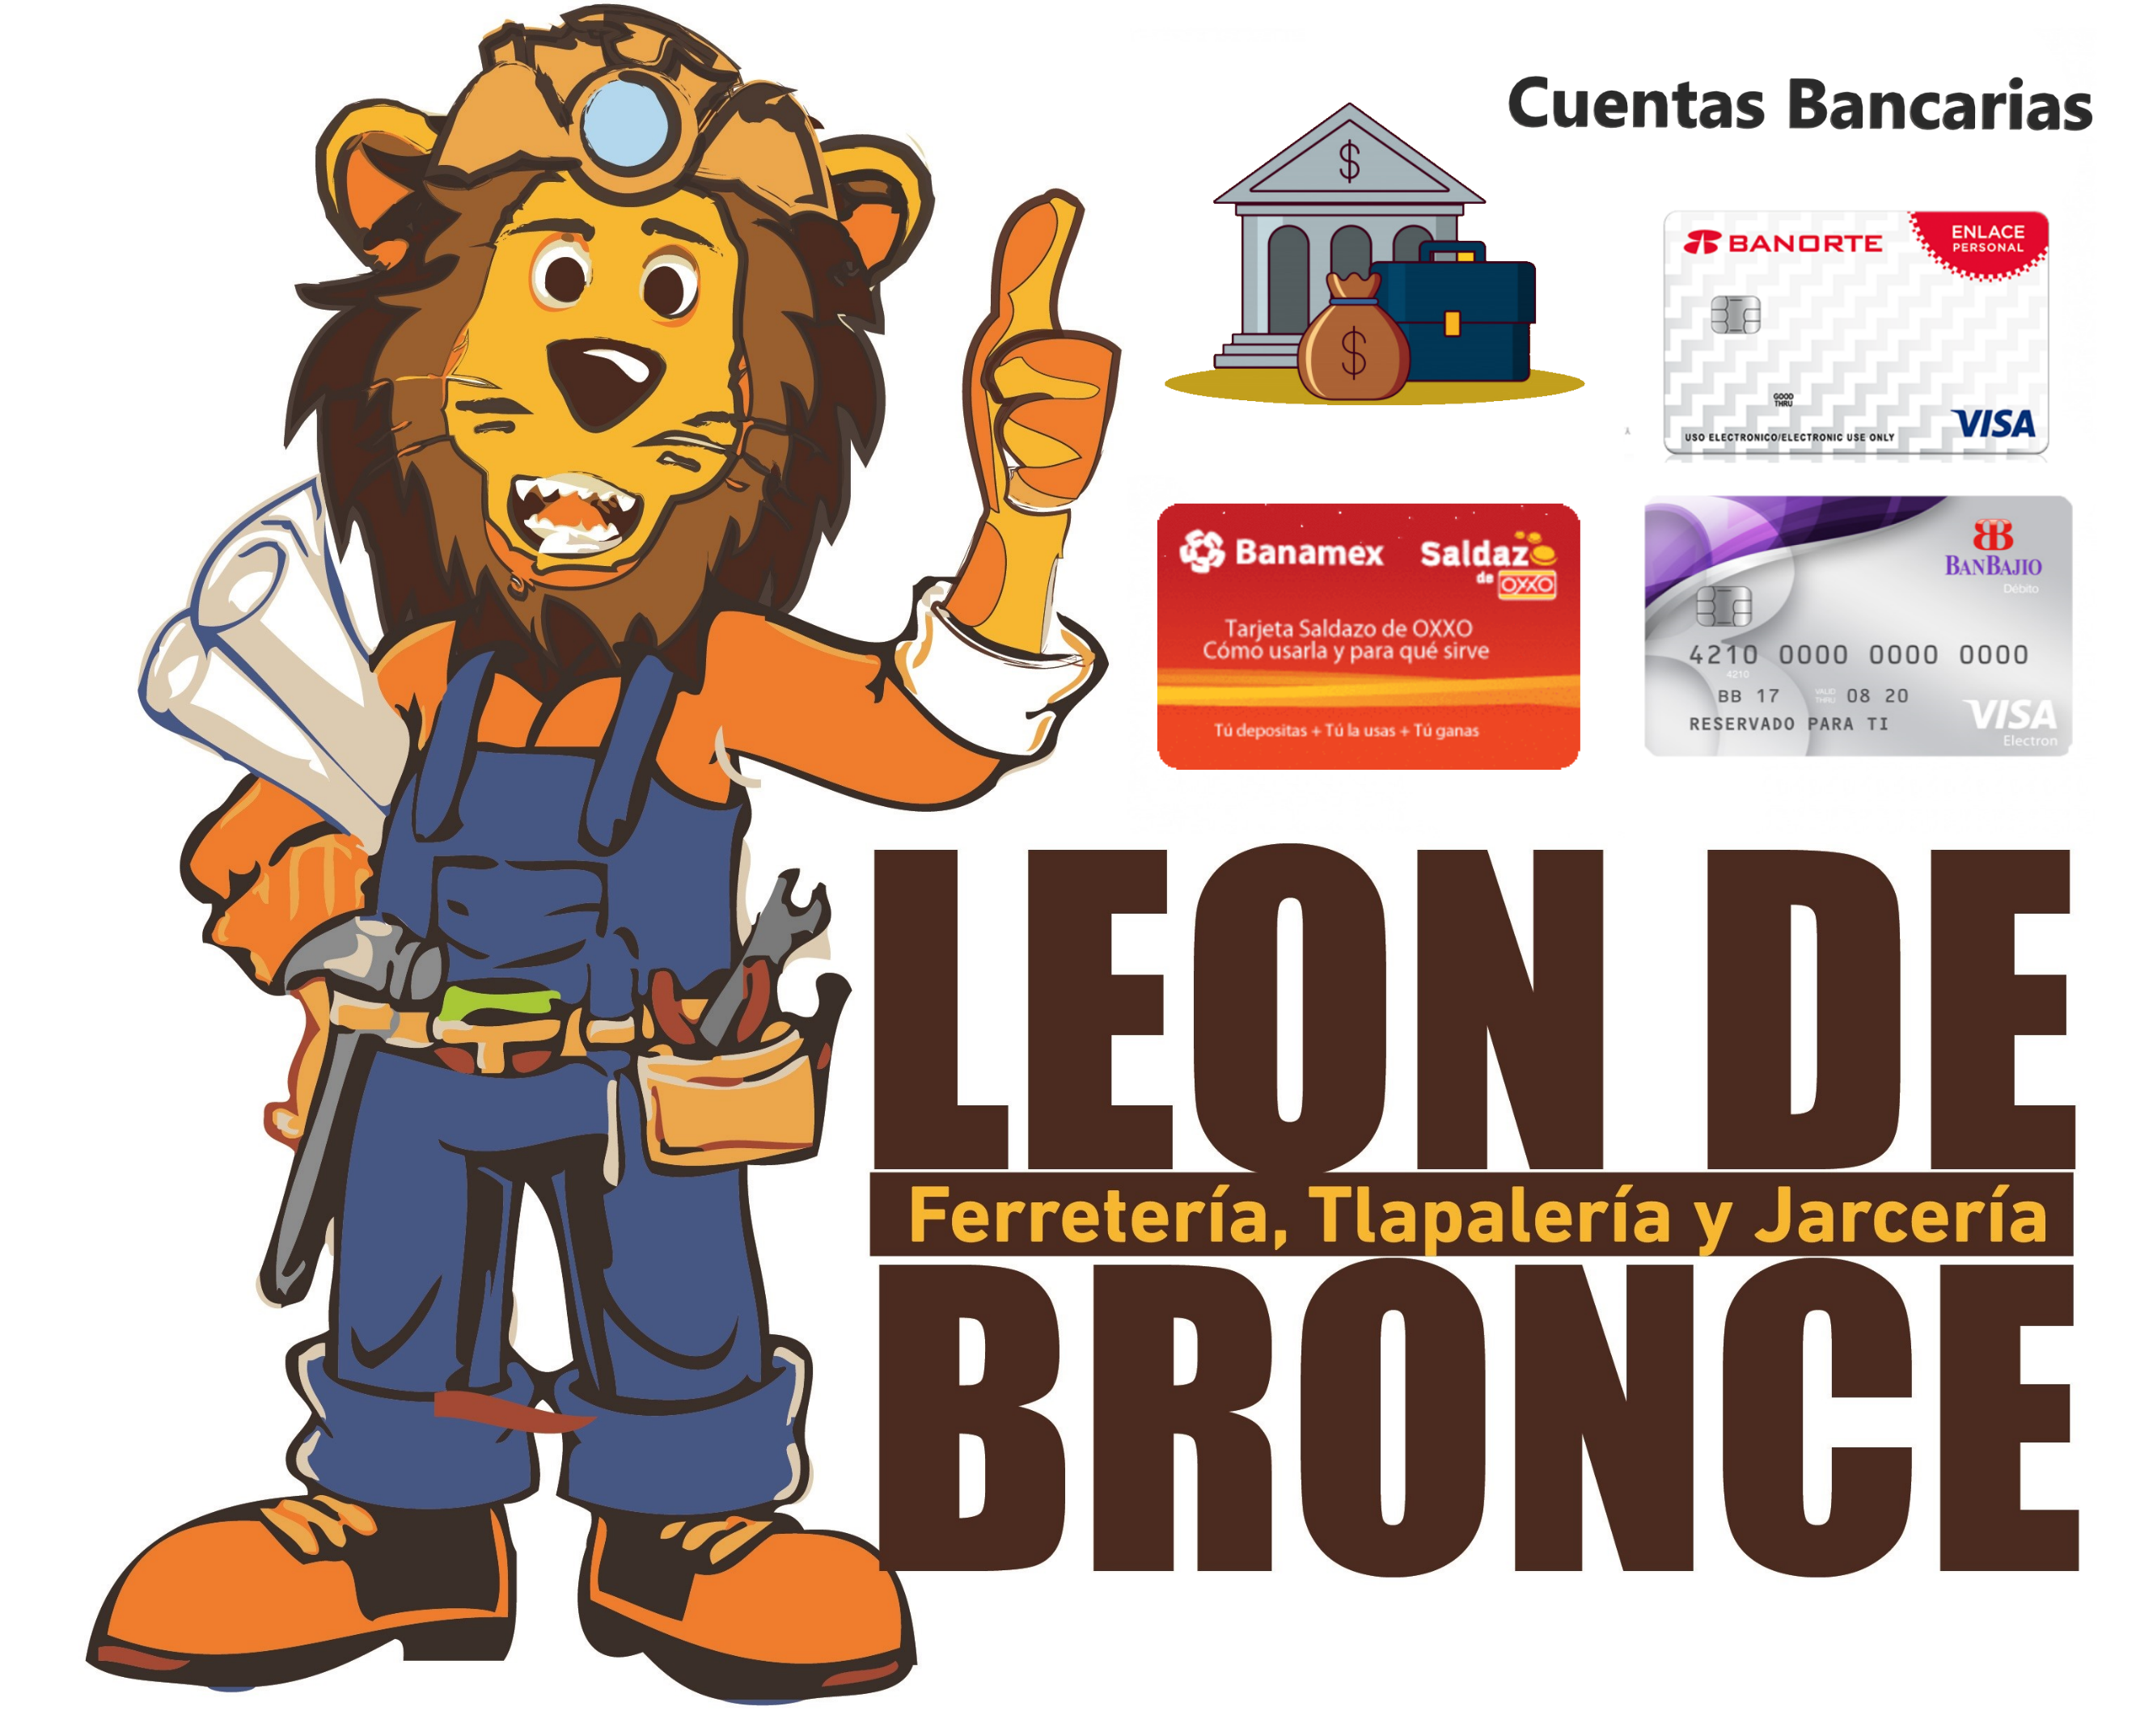 Cuentas Bancarias
$
$
BANORTE
ENLACE
PERSONAL
GOOD
THRU
USO ELECTRONICO/ELECTRONIC USE ONLY
VISA
Banamex
Saldazo
de OXXO
Tarjeta Saldazo de OXXO
Cómo usarla y para qué sirve
Tú depositas + Tú la usas + Tú ganas
BANBAJIO
Débito
4210 0000 0000 0000
4210
BB 17 VALID THRU 08 20
RESERVADO PARA TI
VISA
Electron
LEON DE
Ferretería, Tlapalería y Jarcería
BRONCE